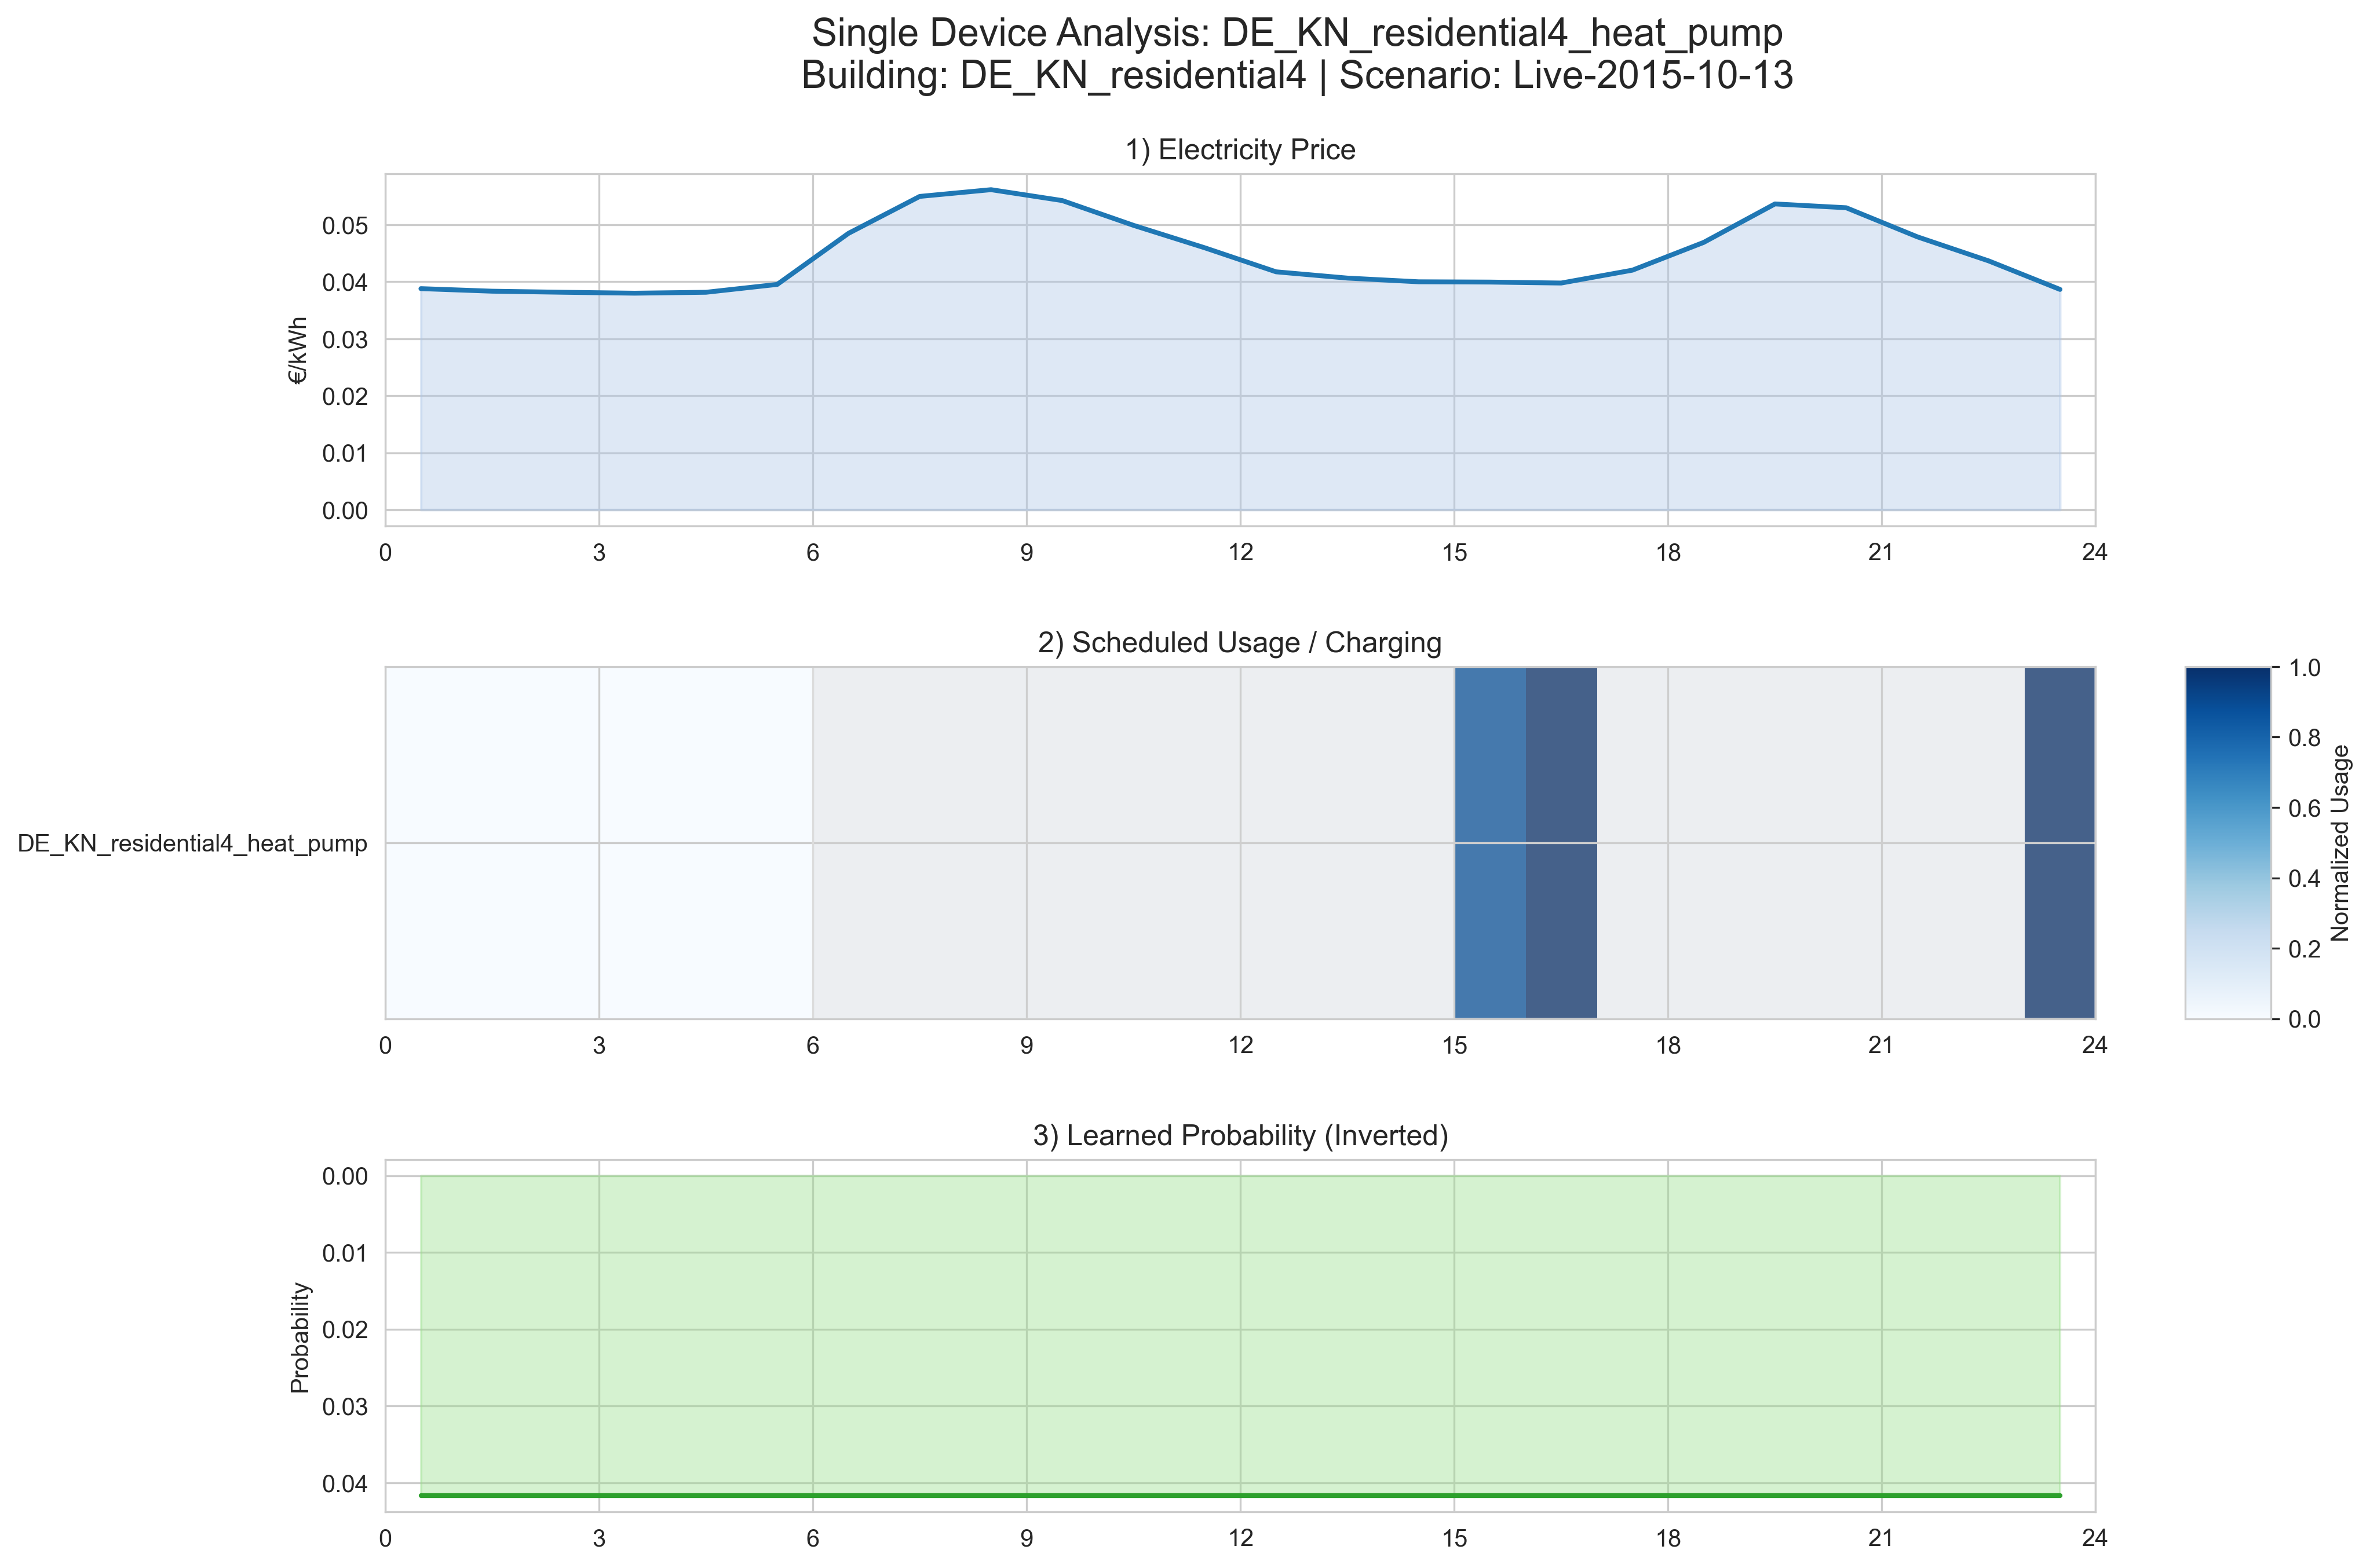 Single Device Analysis: DE_KN_residential4_heat_pump
Building: DE_KN_residential4 | Scenario: Live-2015-10-13
1) Electricity Price
€/kWh
0.05
0.04
0.03
0.02
0.01
0.00
0 3 6 9 12 15 18 21 24
2) Scheduled Usage / Charging
DE_KN_residential4_heat_pump
0 3 6 9 12 15 18 21 24
1.0
0.8
0.6
0.4
0.2
0.0
Normalized Usage
3) Learned Probability (Inverted)
Probability
0.00
0.01
0.02
0.03
0.04
0 3 6 9 12 15 18 21 24